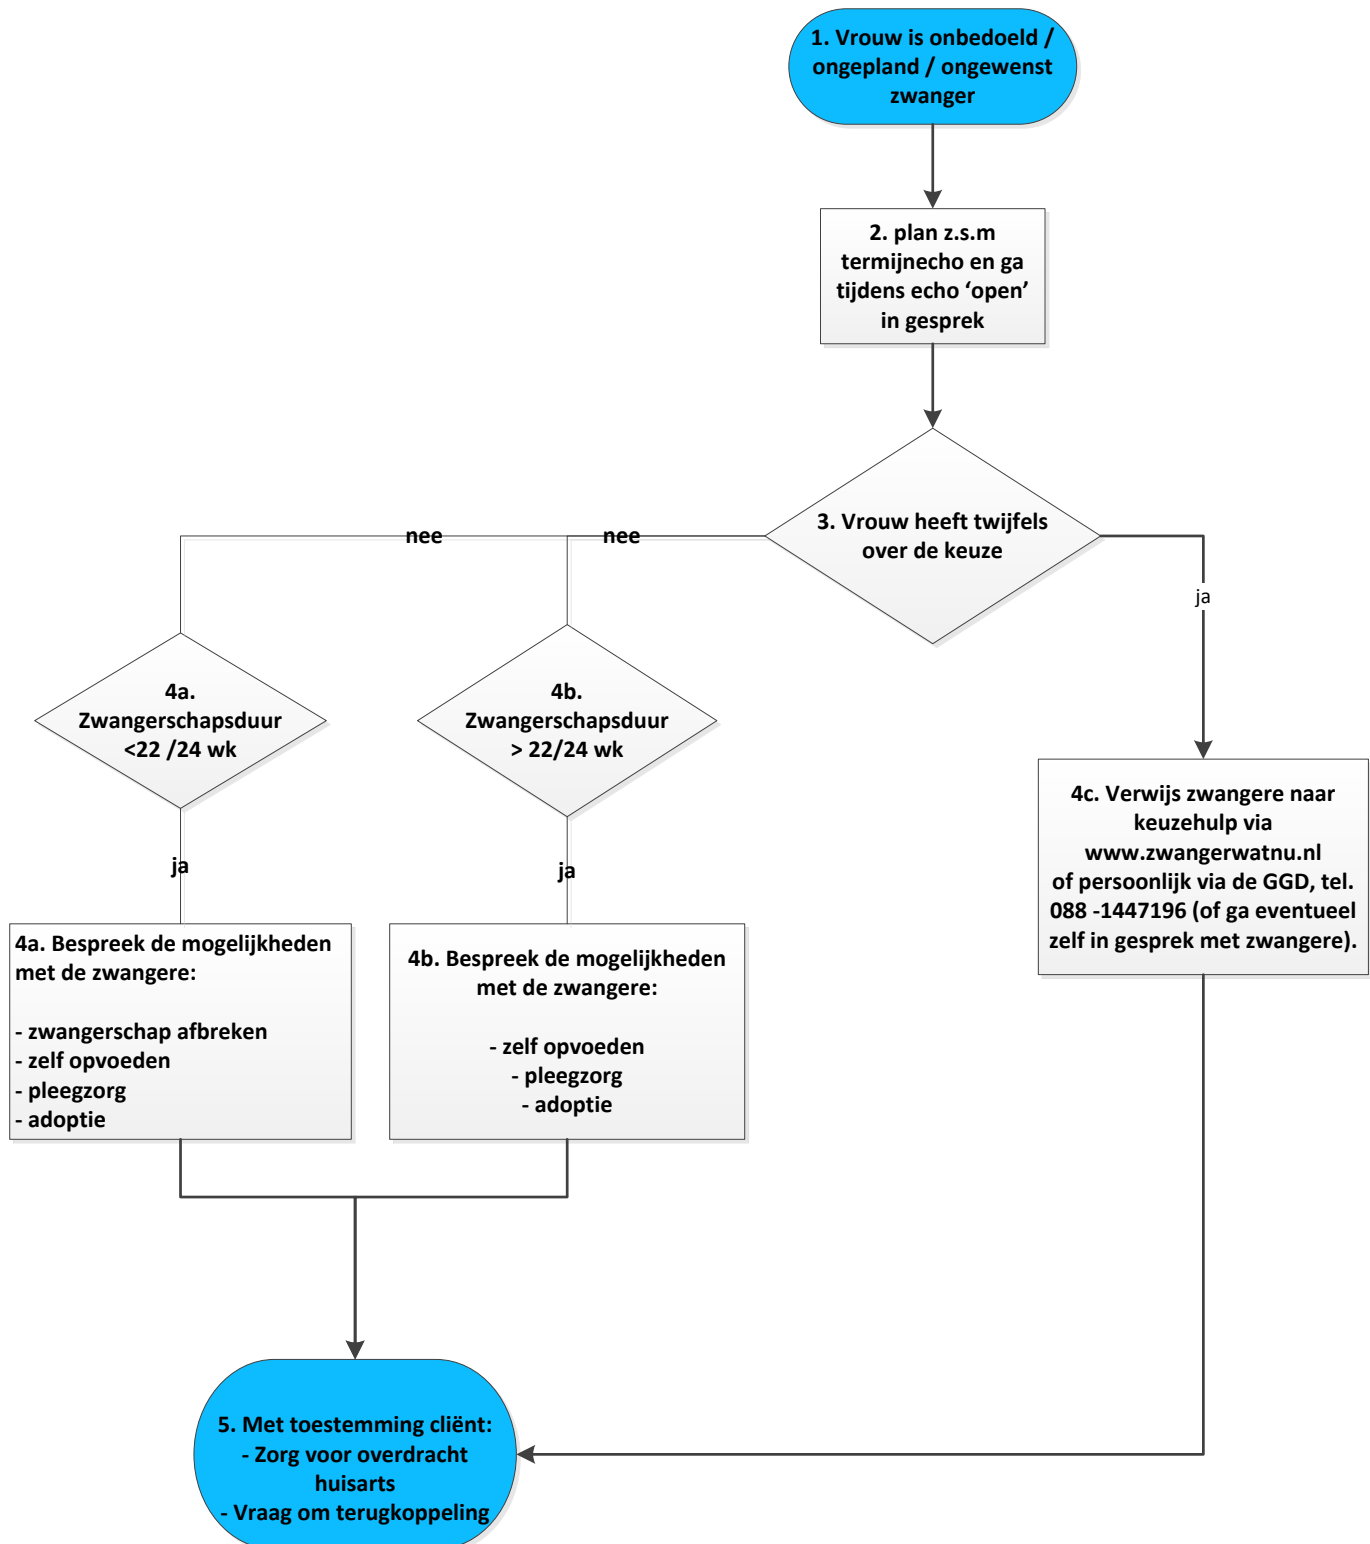 1. Vrouw is onbedoeld /
ongepland / ongewenst
zwanger
2. plan z.s.m
termijnecho en ga
tijdens echo ‘open’
in gesprek
3. Vrouw heeft twijfels
over de keuze
nee
nee
ja
4a.
Zwangerschapsduur
<22 /24 wk
4b.
Zwangerschapsduur
> 22/24 wk
4c. Verwijs zwangere naar
keuzehulp via
www.zwangerwatnu.nl
of persoonlijk via de GGD, tel.
088 -1447196 (of ga eventueel
zelf in gesprek met zwangere).
ja
ja
4a. Bespreek de mogelijkheden
met de zwangere:
- zwangerschap afbreken
- zelf opvoeden
- pleegzorg
- adoptie
4b. Bespreek de mogelijkheden
met de zwangere:
- zelf opvoeden
- pleegzorg
- adoptie
5. Met toestemming cliënt:
- Zorg voor overdracht
huisarts
- Vraag om terugkoppeling